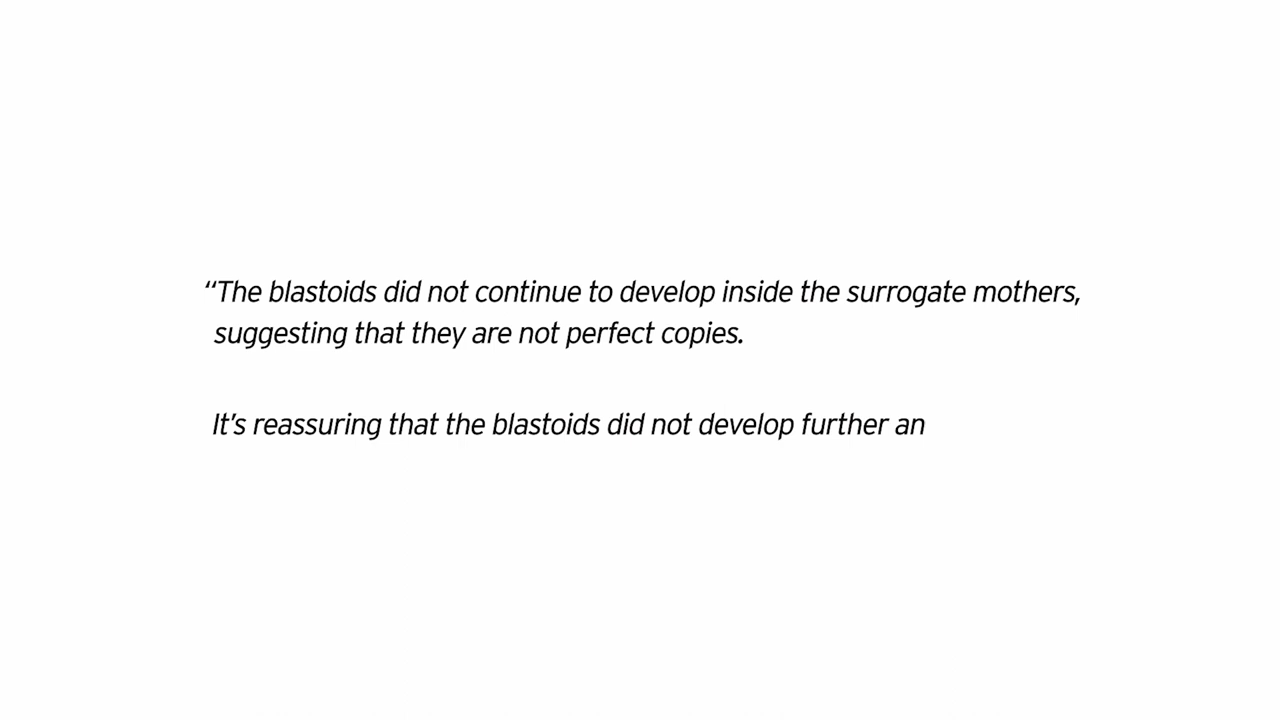 “The blastoids did not continue to develop inside the surrogate mothers,
suggesting that they are not perfect copies.
It’s reassuring that the blastoids did not develop further an